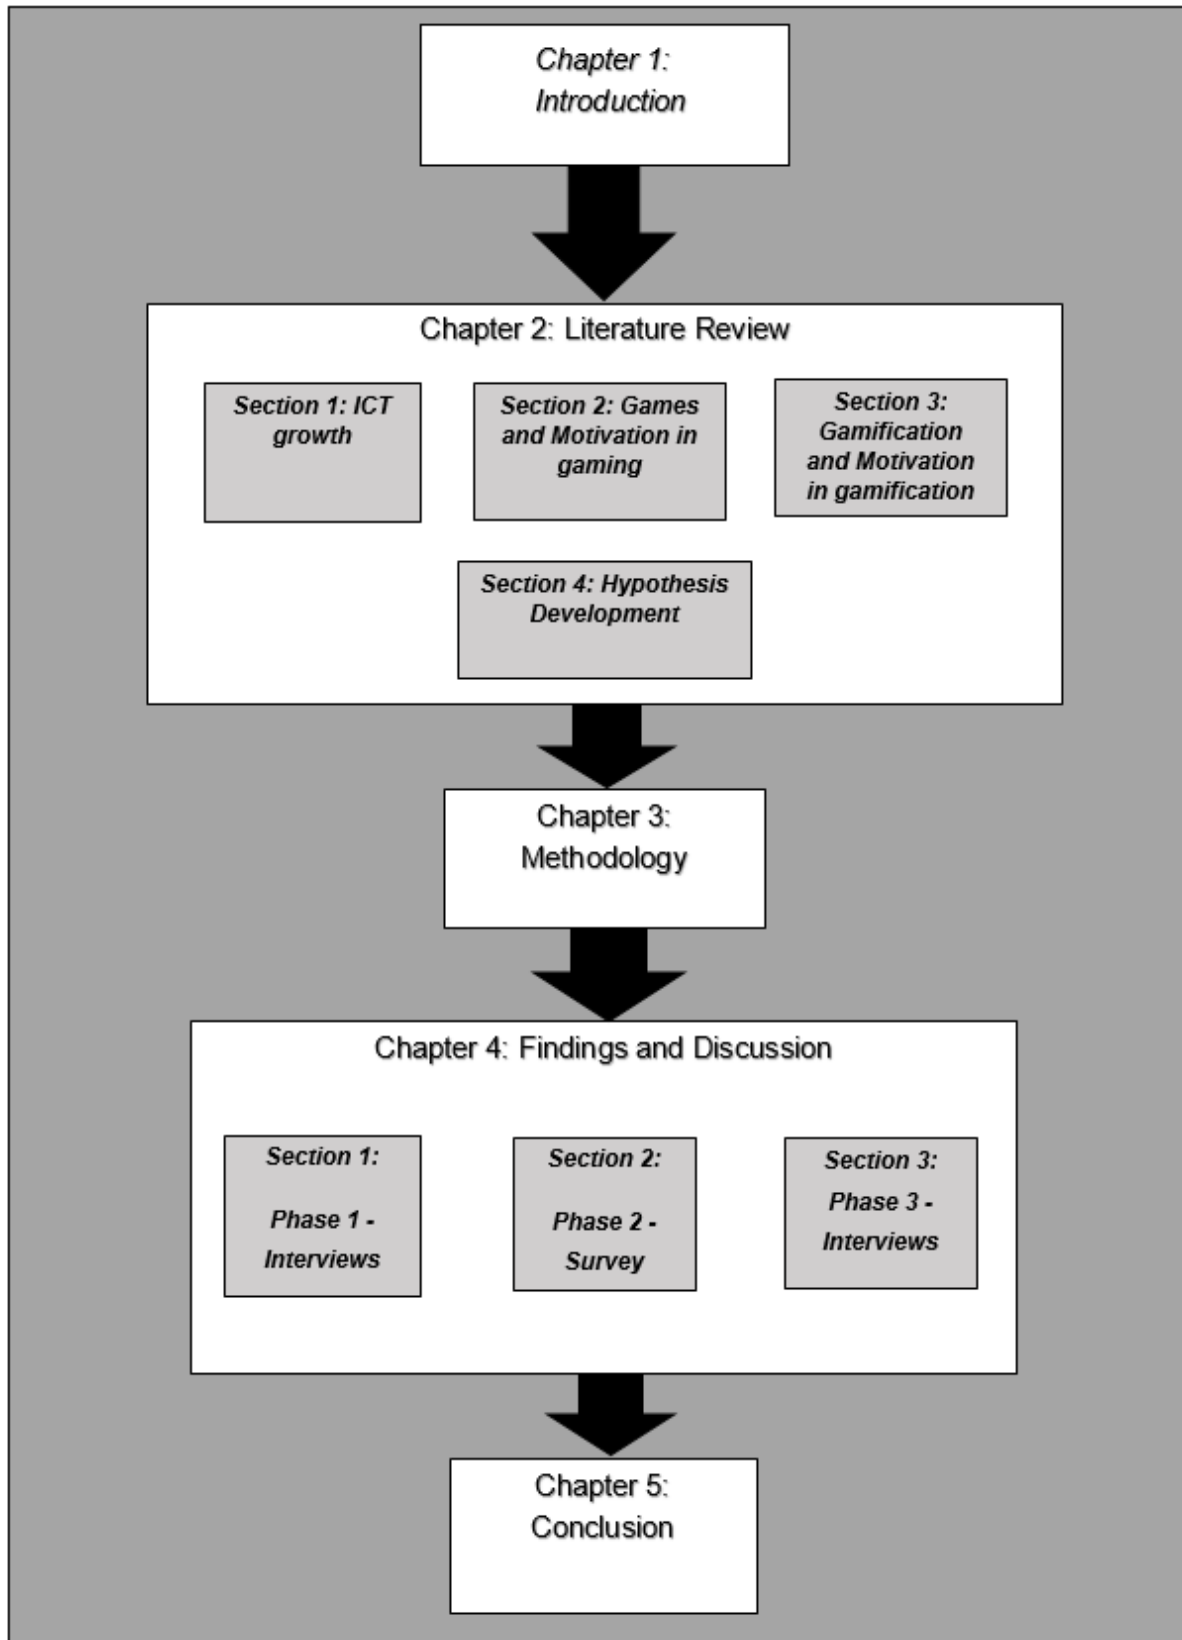 Chapter 1:
Introduction
Chapter 2: Literature Review
Section 1: ICT
growth
Section 2: Games
and Motivation in
gaming
Section 3:
Gamification
and Motivation
in gamification
Section 4: Hypothesis
Development
Chapter 3:
Methodology
Chapter 4: Findings and Discussion
Section 1:
Phase 1 -
Interviews
Section 2:
Phase 2 -
Survey
Section 3:
Phase 3 -
Interviews
Chapter 5:
Conclusion